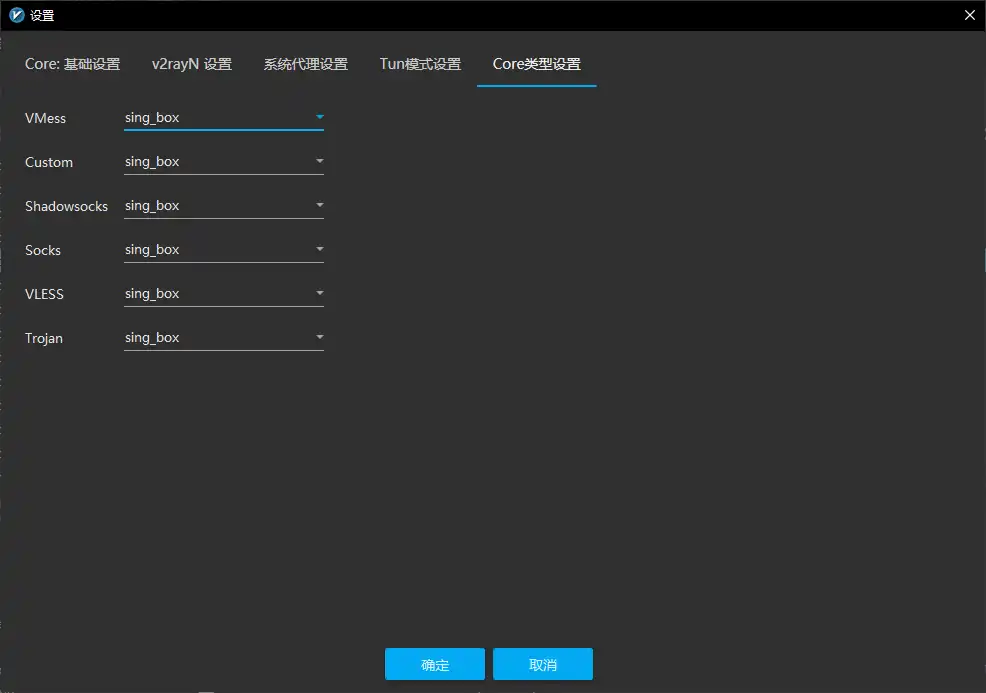 设置
Core: 基础设置 v2rayN 设置 系统代理设置 Tun模式设置 Core类型设置
VMess sing_box
Custom sing_box
Shadowsocks sing_box
Socks sing_box
VLESS sing_box
Trojan sing_box
确定 取消